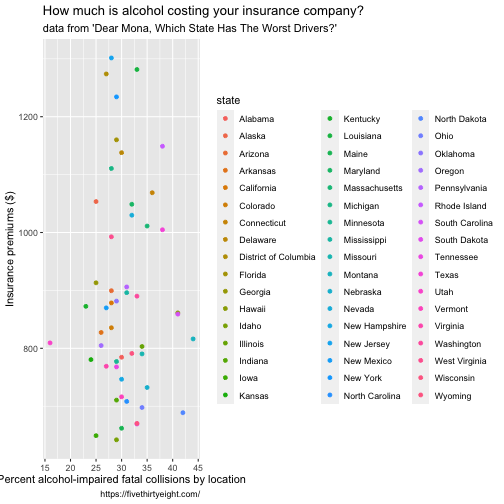 How much is alcohol costing your insurance company?
data from 'Dear Mona, Which State Has The Worst Drivers?'
Insurance premiums ($)
1200
1000
800
15 20 25 30 35 40 45
Percent alcohol-impaired fatal collisions by location
https://fivethirtyeight.com/
state
Alabama
Alaska
Arizona
Arkansas
California
Colorado
Connecticut
Delaware
District of Columbia
Florida
Georgia
Hawaii
Idaho
Illinois
Indiana
Iowa
Kansas
Kentucky
Louisiana
Maine
Maryland
Massachusetts
Michigan
Minnesota
Mississippi
Missouri
Montana
Nebraska
Nevada
New Hampshire
New Jersey
New Mexico
New York
North Carolina
North Dakota
Ohio
Oklahoma
Oregon
Pennsylvania
Rhode Island
South Carolina
South Dakota
Tennessee
Texas
Utah
Vermont
Virginia
Washington
West Virginia
Wisconsin
Wyoming